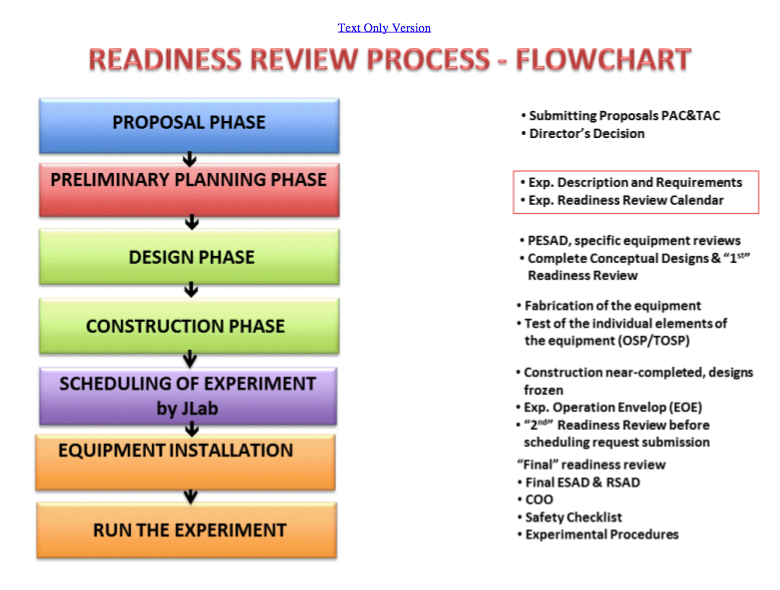 Text Only Version
READINESS REVIEW PROCESS - FLOWCHART
PROPOSAL PHASE
• Submitting Proposals PAC&TAC
• Director's Decision
PRELIMINARY PLANNING PHASE
• Exp. Description and Requirements
• Exp. Readiness Review Calendar
DESIGN PHASE
• PESAD, specific equipment reviews
• Complete Conceptual Designs & "1st"
Readiness Review
CONSTRUCTION PHASE
• Fabrication of the equipment
• Test of the individual elements of
the equipment (OSP/TOSP)
SCHEDULING OF EXPERIMENT
by JLab
• Construction near-completed, designs
frozen
• Exp. Operation Envelop (EOE)
• "2nd" Readiness Review before
scheduling request submission
EQUIPMENT INSTALLATION
"Final" readiness review
• Final ESAD & RSAD
• COO
• Safety Checklist
• Experimental Procedures
RUN THE EXPERIMENT